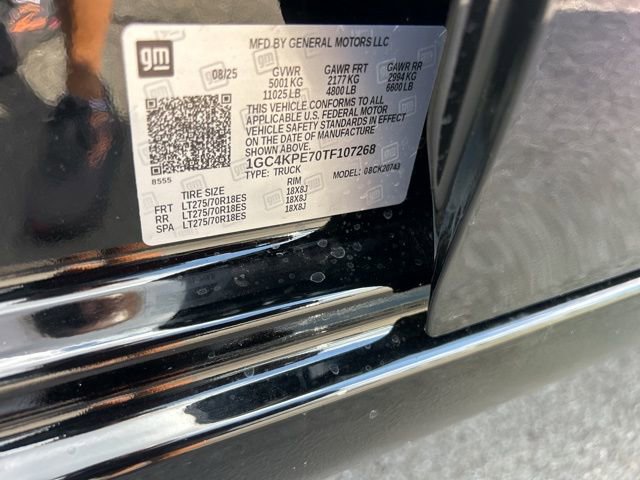 gm
MFD BY GENERAL MOTORS LLC
08/25 GVWR GAWR FRT GAWR RR
5001 KG 2177 KG 2994 KG
11025 LB 4800 LB 6600 LB
THIS VEHICLE CONFORMS TO ALL
APPLICABLE U.S. FEDERAL MOTOR
VEHICLE SAFETY STANDARDS IN EFFECT
ON THE DATE OF MANUFACTURE
SHOWN ABOVE.
1GC4KPE70TF107268
B555 TYPE: TRUCK MODEL: 08CK20743
TIRE SIZE RIM
FRT LT275/70R18ES 18X8J
RR LT275/70R18ES 18X8J
SPA LT275/70R18ES 18X8J